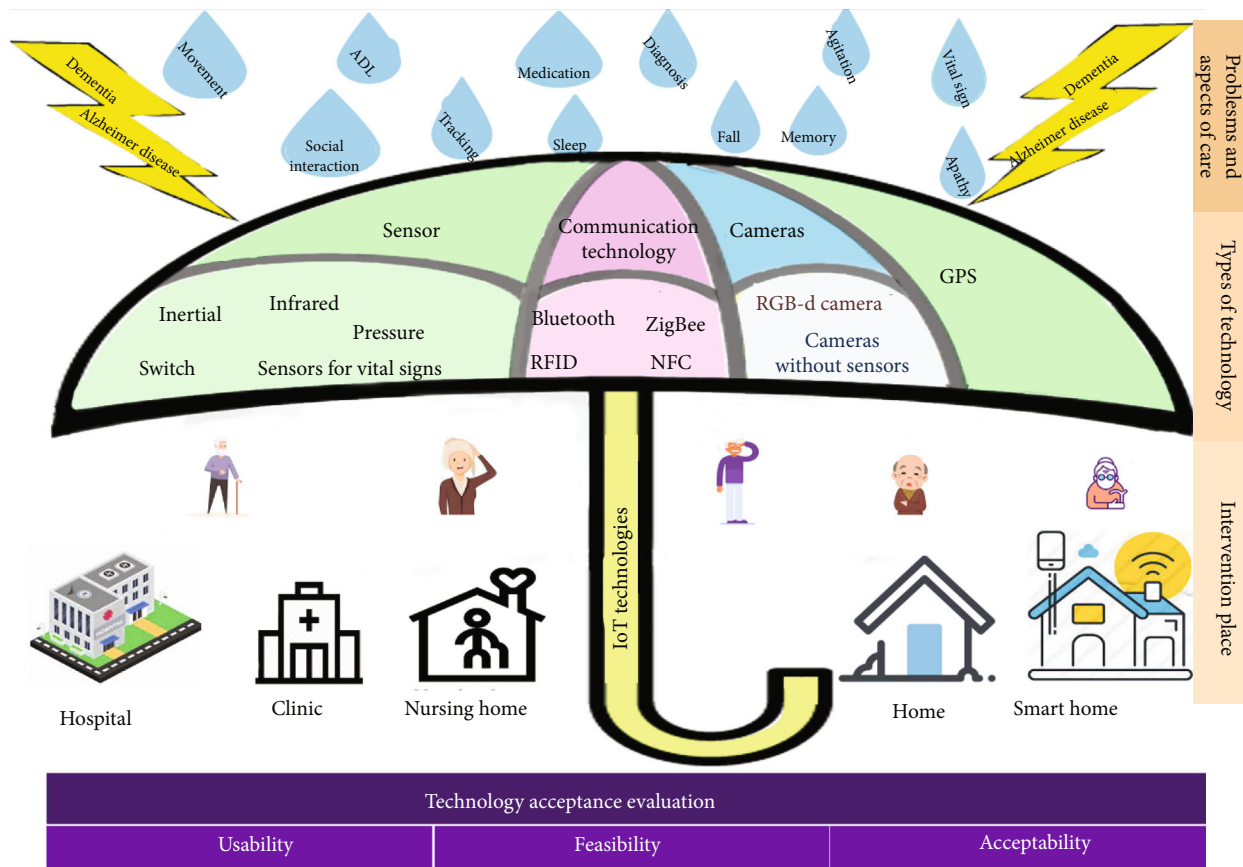 Movement
ADL
Medication
Diagnosis
Agitation
Vital sign
Dementia
Alzheimer disease
Social
interaction
Tracking
Sleep
Fall
Memory
Apathy
Dementia
Alzheimer disease
Problesms and
aspects of care
Sensor
Communication
technology
Cameras
GPS
Inertial
Infrared
Pressure
Switch
Sensors for vital signs
Bluetooth
ZigBee
RFID
NFC
RGB-d camera
Cameras
without sensors
Types of technology
IoT technologies
HOSPITAL
Hospital
Clinic
Nursing home
Home
Smart home
Intervention place
Technology acceptance evaluation
Usability
Feasibility
Acceptability